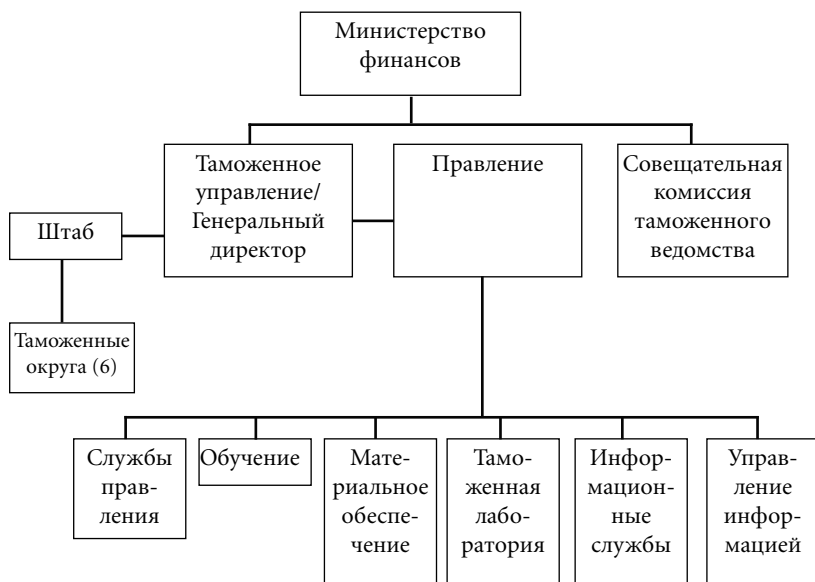 Министерство
финансов
Таможенное
управление/
Генеральный
директор
Правление
Совещательная
комиссия
таможенного
ведомства
Штаб
Таможенные
округа (6)
Службы
прав-
ления
Обучение
Мате-
риальное
обеспе-
чение
Тамо-
женная
лабо-
ратория
Инфор-
мацион-
ные
службы
Управ-
ление
инфор-
мацией